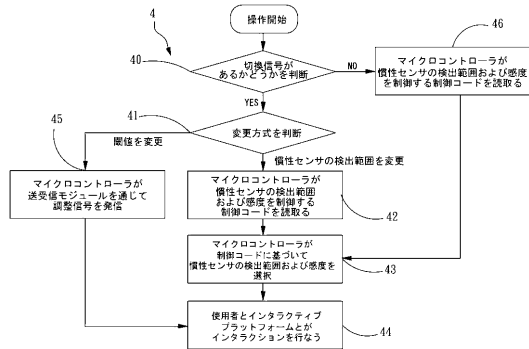 4
操作開始
40
切換信号が
あるかどうかを判断
NO
46
マイクロコントローラが
慣性センサの検出範囲および感度
を制御する制御コードを読取る
YES
41
変更方式を判断
閾値を変更
慣性センサの検出範囲を変更
45
マイクロコントローラが
送受信モジュールを通じて
調整信号を発信
マイクロコントローラが
慣性センサの検出範囲
および感度を制御する
制御コードを読取る
42
マイクロコントローラが
制御コードに基づいて
慣性センサの検出範囲および感度を
選択
43
使用者とインタラクティブ
プラットフォームとが
インタラクションを行なう
44